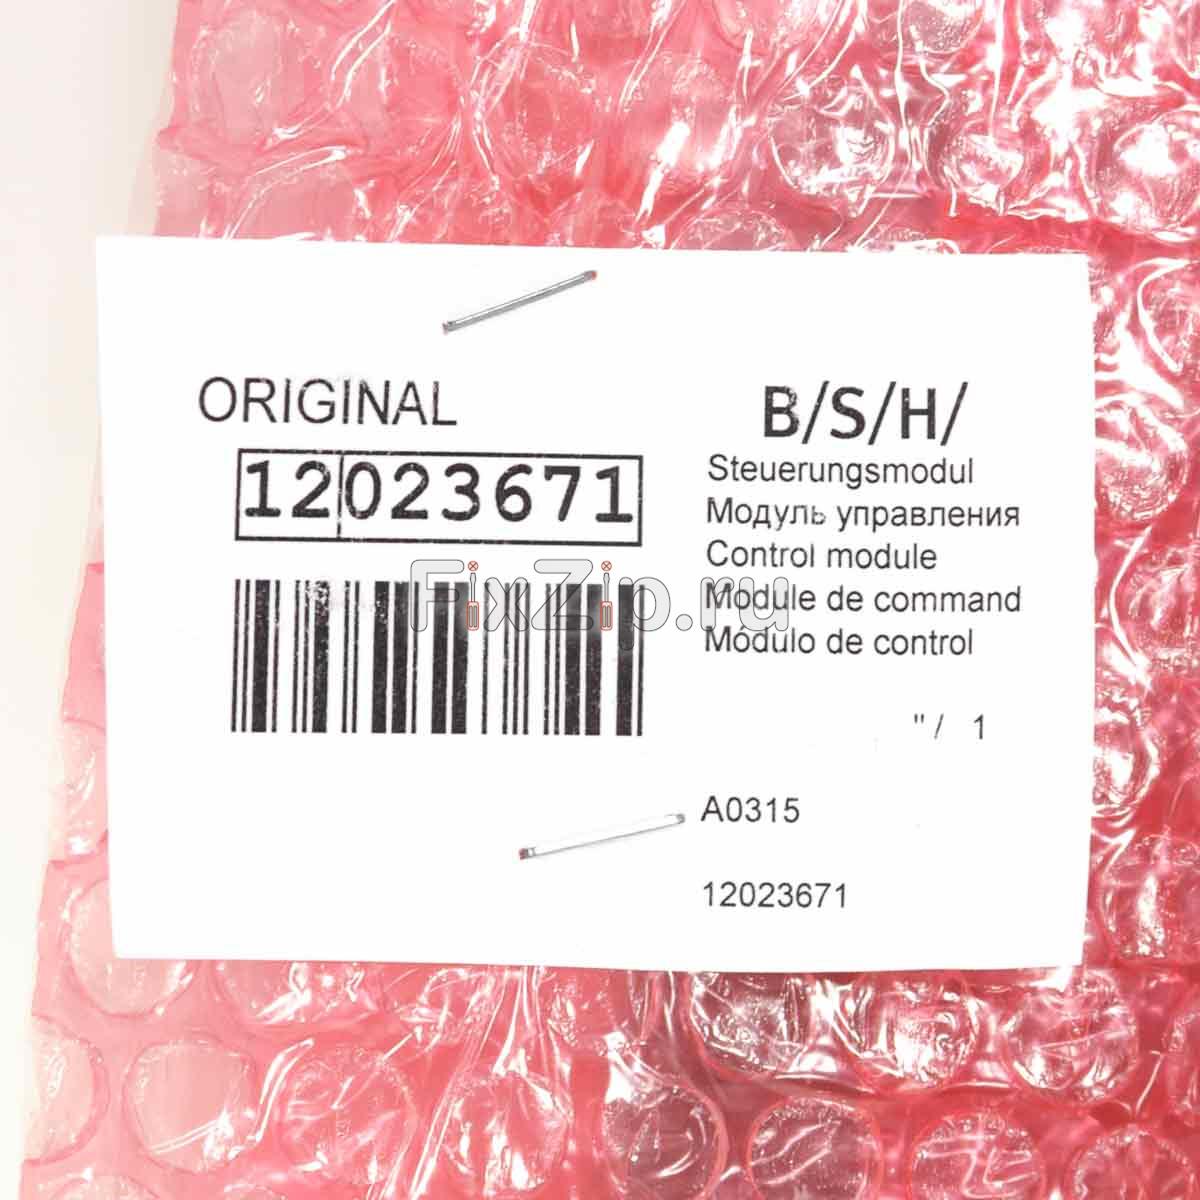 ORIGINAL
12023671
B/S/H/
Steuerungsmodul
Модуль управления
Control module
Module de command
Módulo de control
"/ 1
A0315
12023671
FixZip.ru